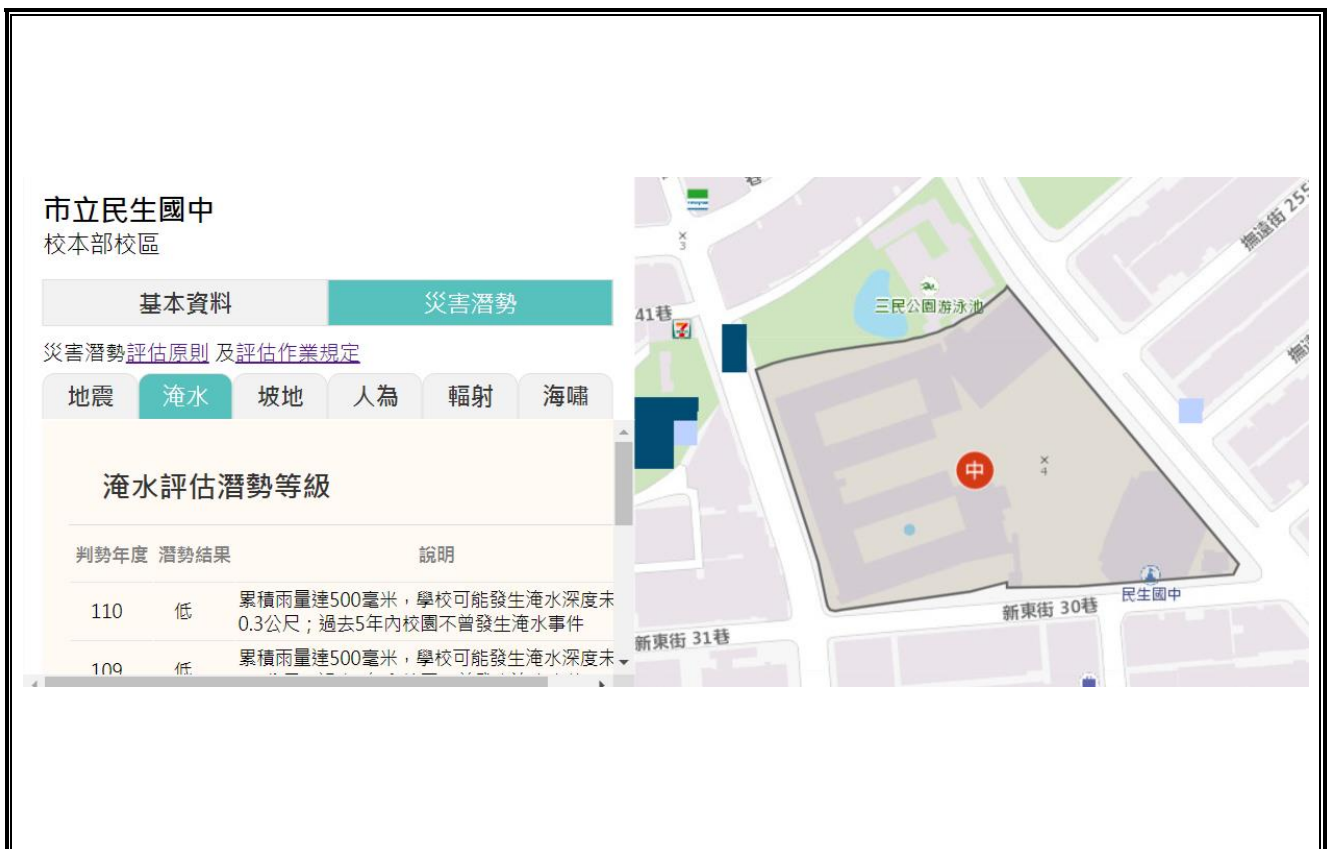 市立民生國中
校本部校區
基本資料
災害潛勢
災害潛勢評估原則 及評估作業規定
地震
淹水
坡地
人為
輻射
海嘯
淹水評估潛勢等級
判勢年度 潛勢結果 說明
110 低 累積雨量達500毫米，學校可能發生淹水深度未
0.3公尺；過去5年內校園不曾發生淹水事件
109 低 累積雨量達500毫米，學校可能發生淹水深度未
巷
3
撫遠街 255
41巷
7
三民公園游泳池
中
4
民生國中
新東街 30巷
新東街 31巷